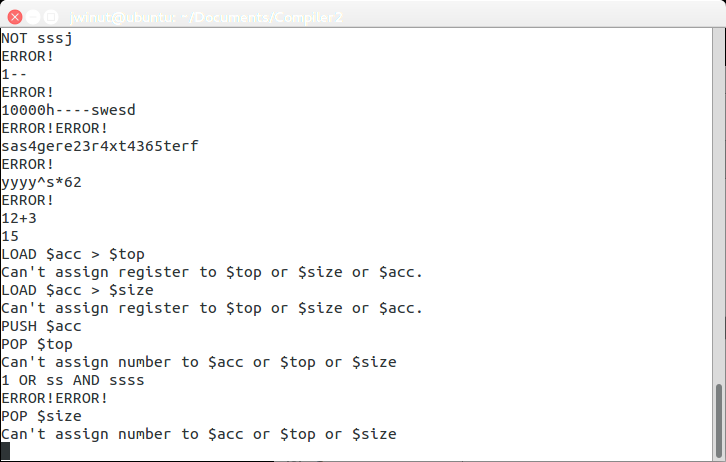 jwinut@ubuntu: ~/Documents/Compiler2
NOT sssj
ERROR!
1--
ERROR!
10000h----swesd
ERROR!ERROR!
sas4gere23r4xt4365terf
ERROR!
yyyy^s*62
ERROR!
12+3
15
LOAD $acc > $top
Can't assign register to $top or $size or $acc.
LOAD $acc > $size
Can't assign register to $top or $size or $acc.
PUSH $acc
POP $top
Can't assign number to $acc or $top or $size
1 OR ss AND ssss
ERROR!ERROR!
POP $size
Can't assign number to $acc or $top or $size